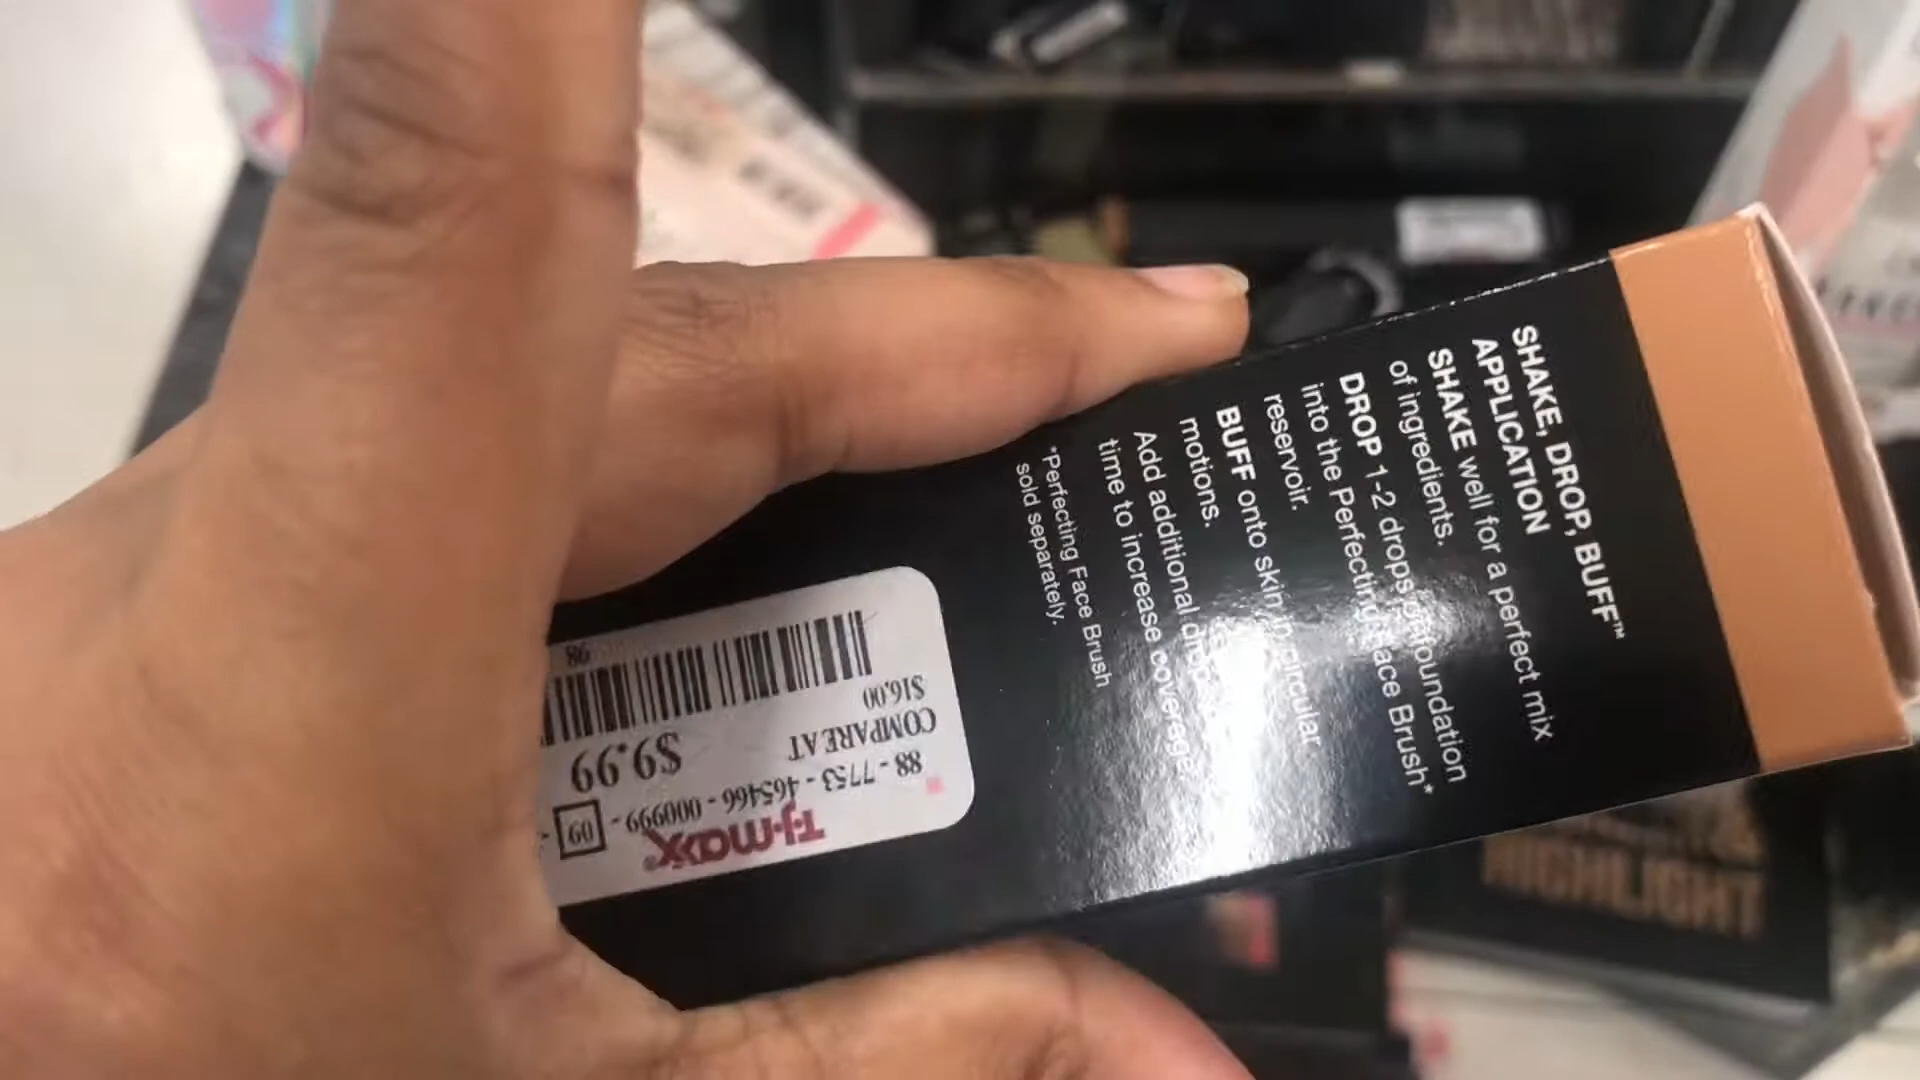 SHAKE, DROP, BUFF™
APPLICATION
SHAKE well for a perfect mix
of ingredients.
DROP 1-2 drops of foundation
into the Perfecting Face Brush*
reservoir.
BUFF onto skin in circular
motions.
Add additional
time to increase coverage
*Perfecting Face Brush
sold separately.
T.J.maxx®
88 - 7753 - 465466 - 000999 - 09 -
COMPARE AT $9.99
$16.00
98
HIGHLIGHT